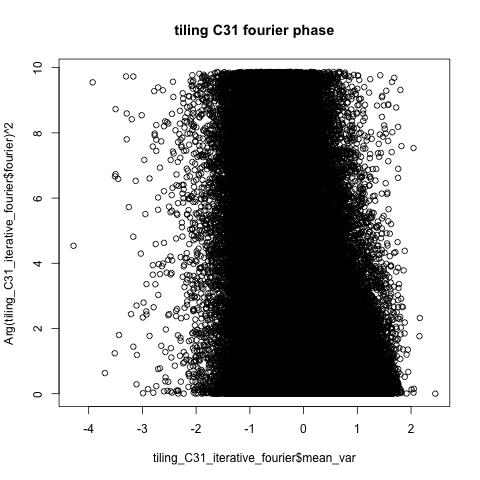 tiling C31 fourier phase
Arg(tiling_C31_iterative_fourier$fourier)^2
10
8
6
4
2
0
-4 -3 -2 -1 0 1 2
tiling_C31_iterative_fourier$mean_var